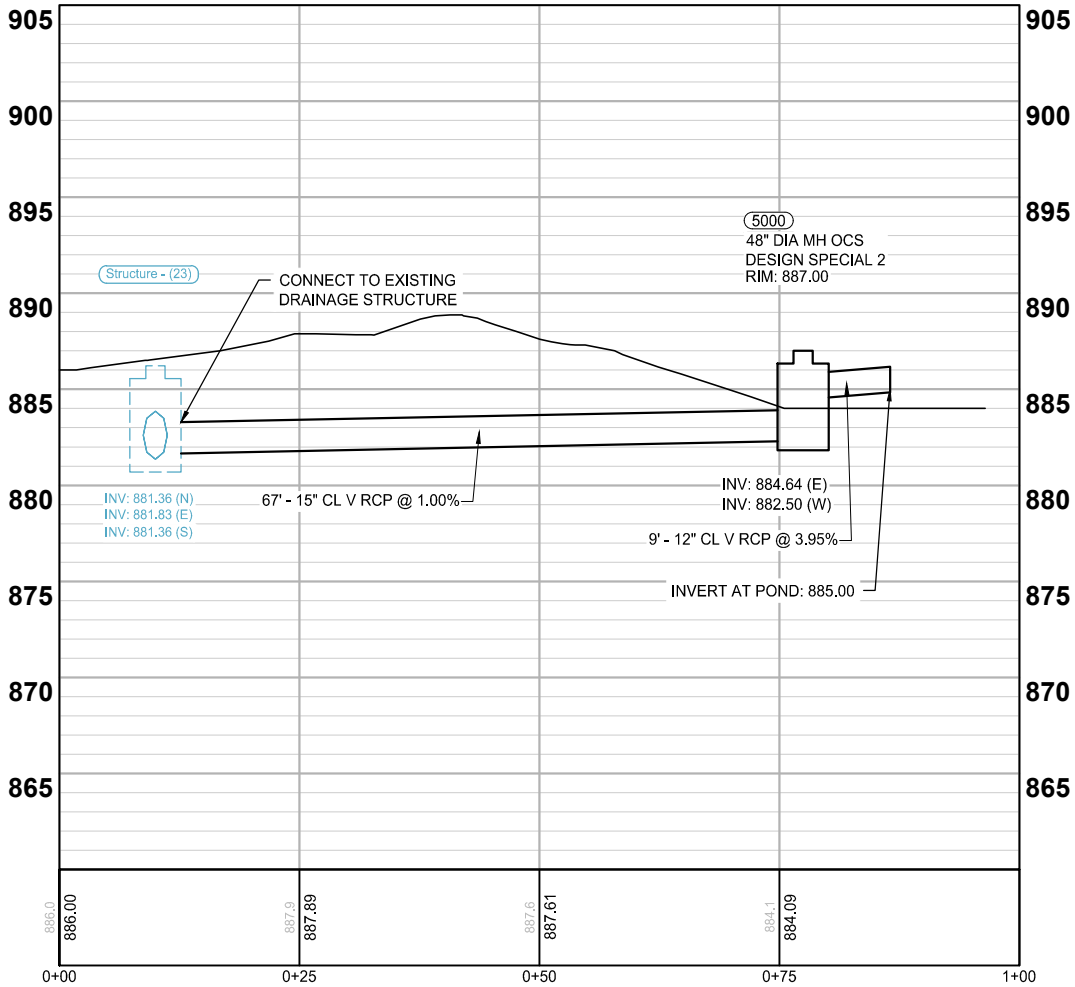 905
905
900
900
895
895
5000
48" DIA MH OCS
DESIGN SPECIAL 2
RIM: 887.00
Structure - (23)
CONNECT TO EXISTING
DRAINAGE STRUCTURE
890
890
885
885
INV: 884.64 (E)
INV: 882.50 (W)
880
880
INV: 881.36 (N)
INV: 881.83 (E)
INV: 881.36 (S)
67' - 15" CL V RCP @ 1.00%
9' - 12" CL V RCP @ 3.95%
INVERT AT POND: 885.00
875
875
870
870
865
865
886.0
886.00
887.9
887.89
887.6
887.61
884.1
884.09
0+00
0+25
0+50
0+75
1+00